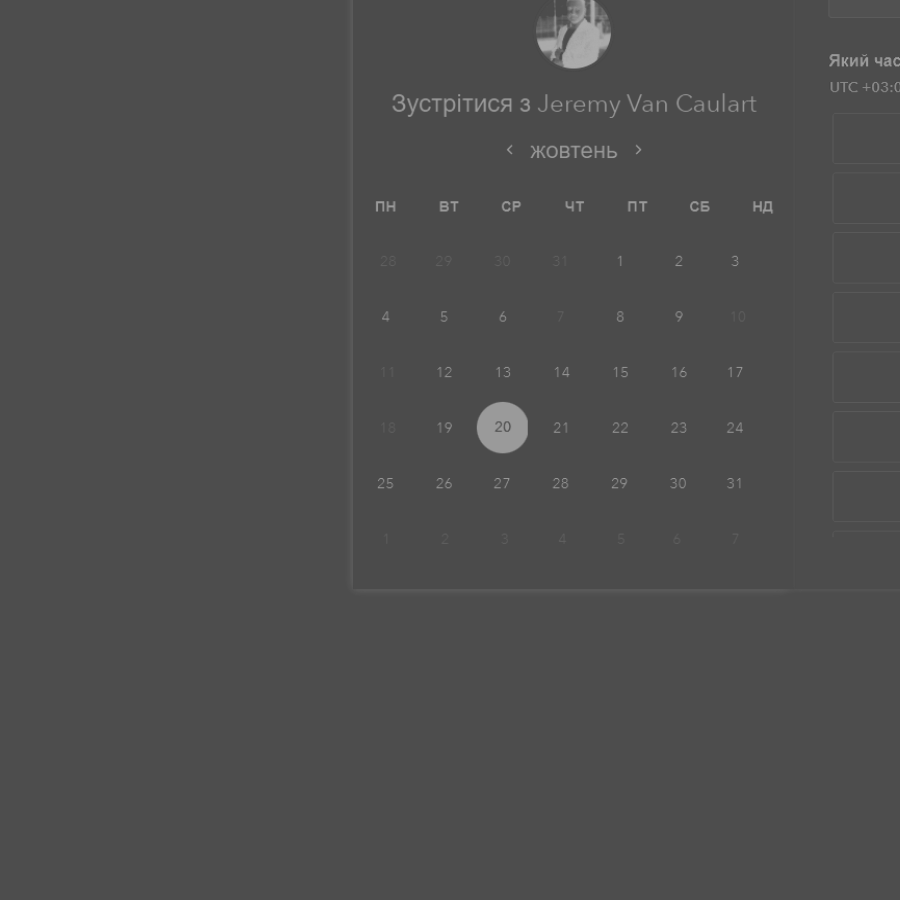 Зустрітися з Jeremy Van Caulart
жовтень
ПН ВТ СР ЧТ ПТ СБ НД
28 29 30 31 1 2 3
4 5 6 7 8 9 10
11 12 13 14 15 16 17
18 19 20 21 22 23 24
25 26 27 28 29 30 31
1 2 3 4 5 6 7
Який час
UTC +03:0